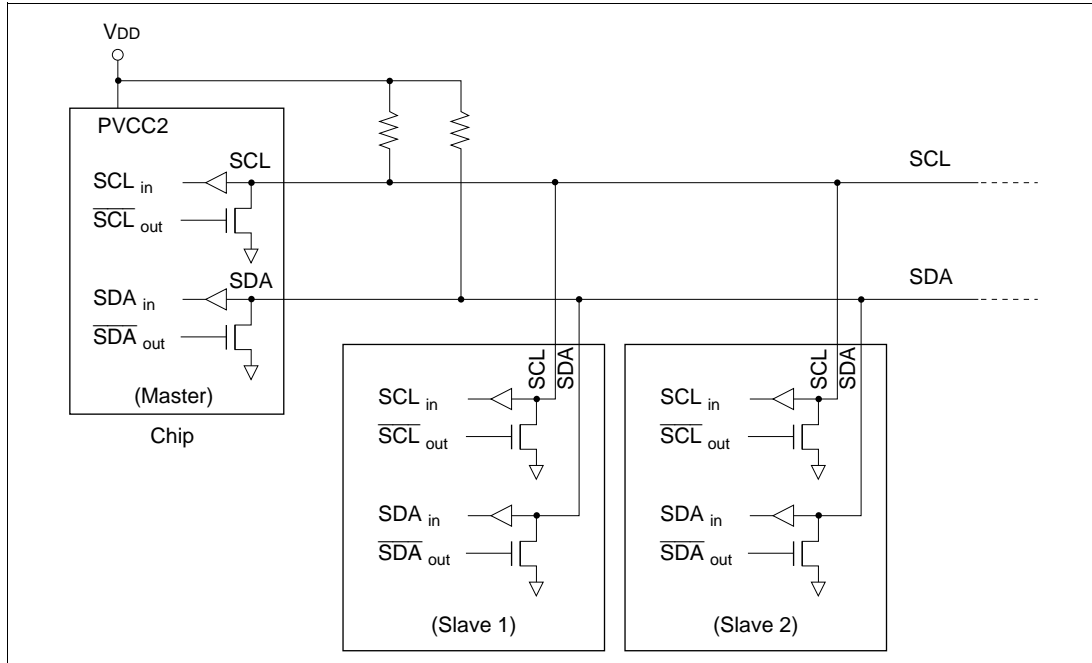 VDD
PVCC2
SCL
SCL in
SCL out
SDA
SDA in
SDA out
(Master)
Chip
SCL
SDA
SCL
SDA
SCL in
SCL out
SDA in
SDA out
(Slave 1)
SCL
SDA
SCL in
SCL out
SDA in
SDA out
(Slave 2)